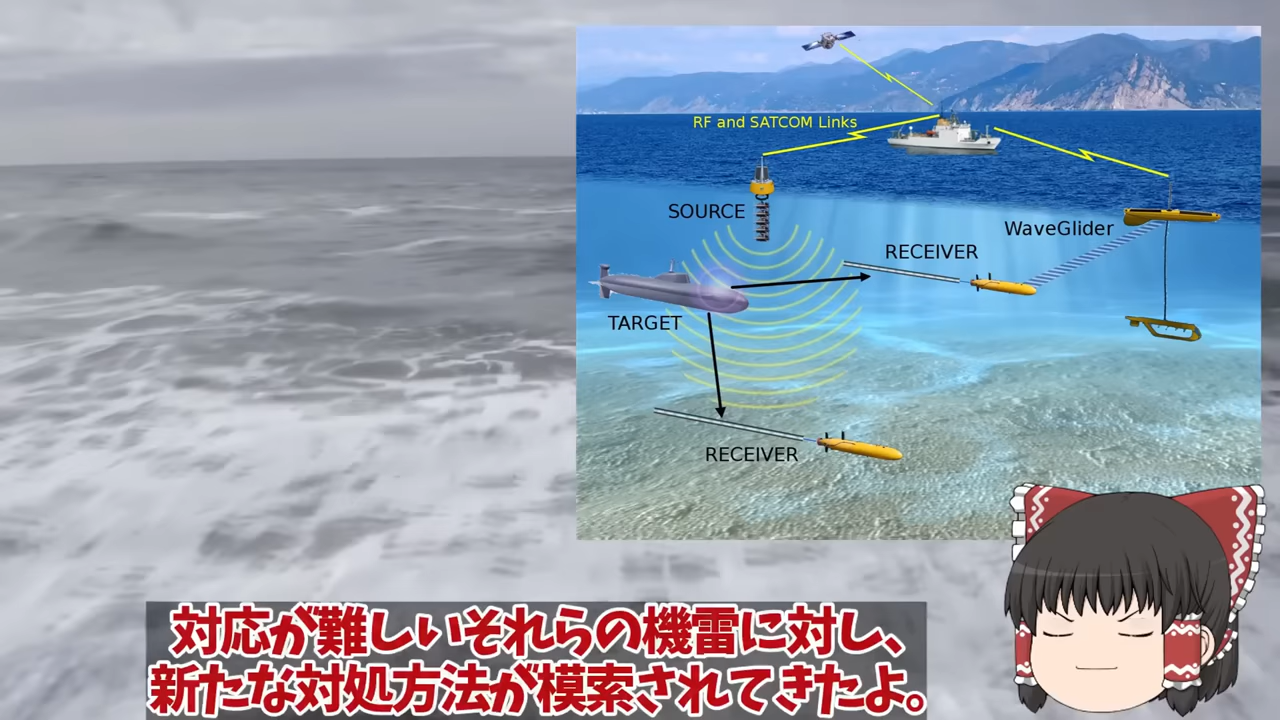 RF and SATCOM Links
SOURCE
WaveGlider
RECEIVER
TARGET
RECEIVER
対応が難しいそれらの機雷に対し、
新たな対処方法が模索されてきたよ。